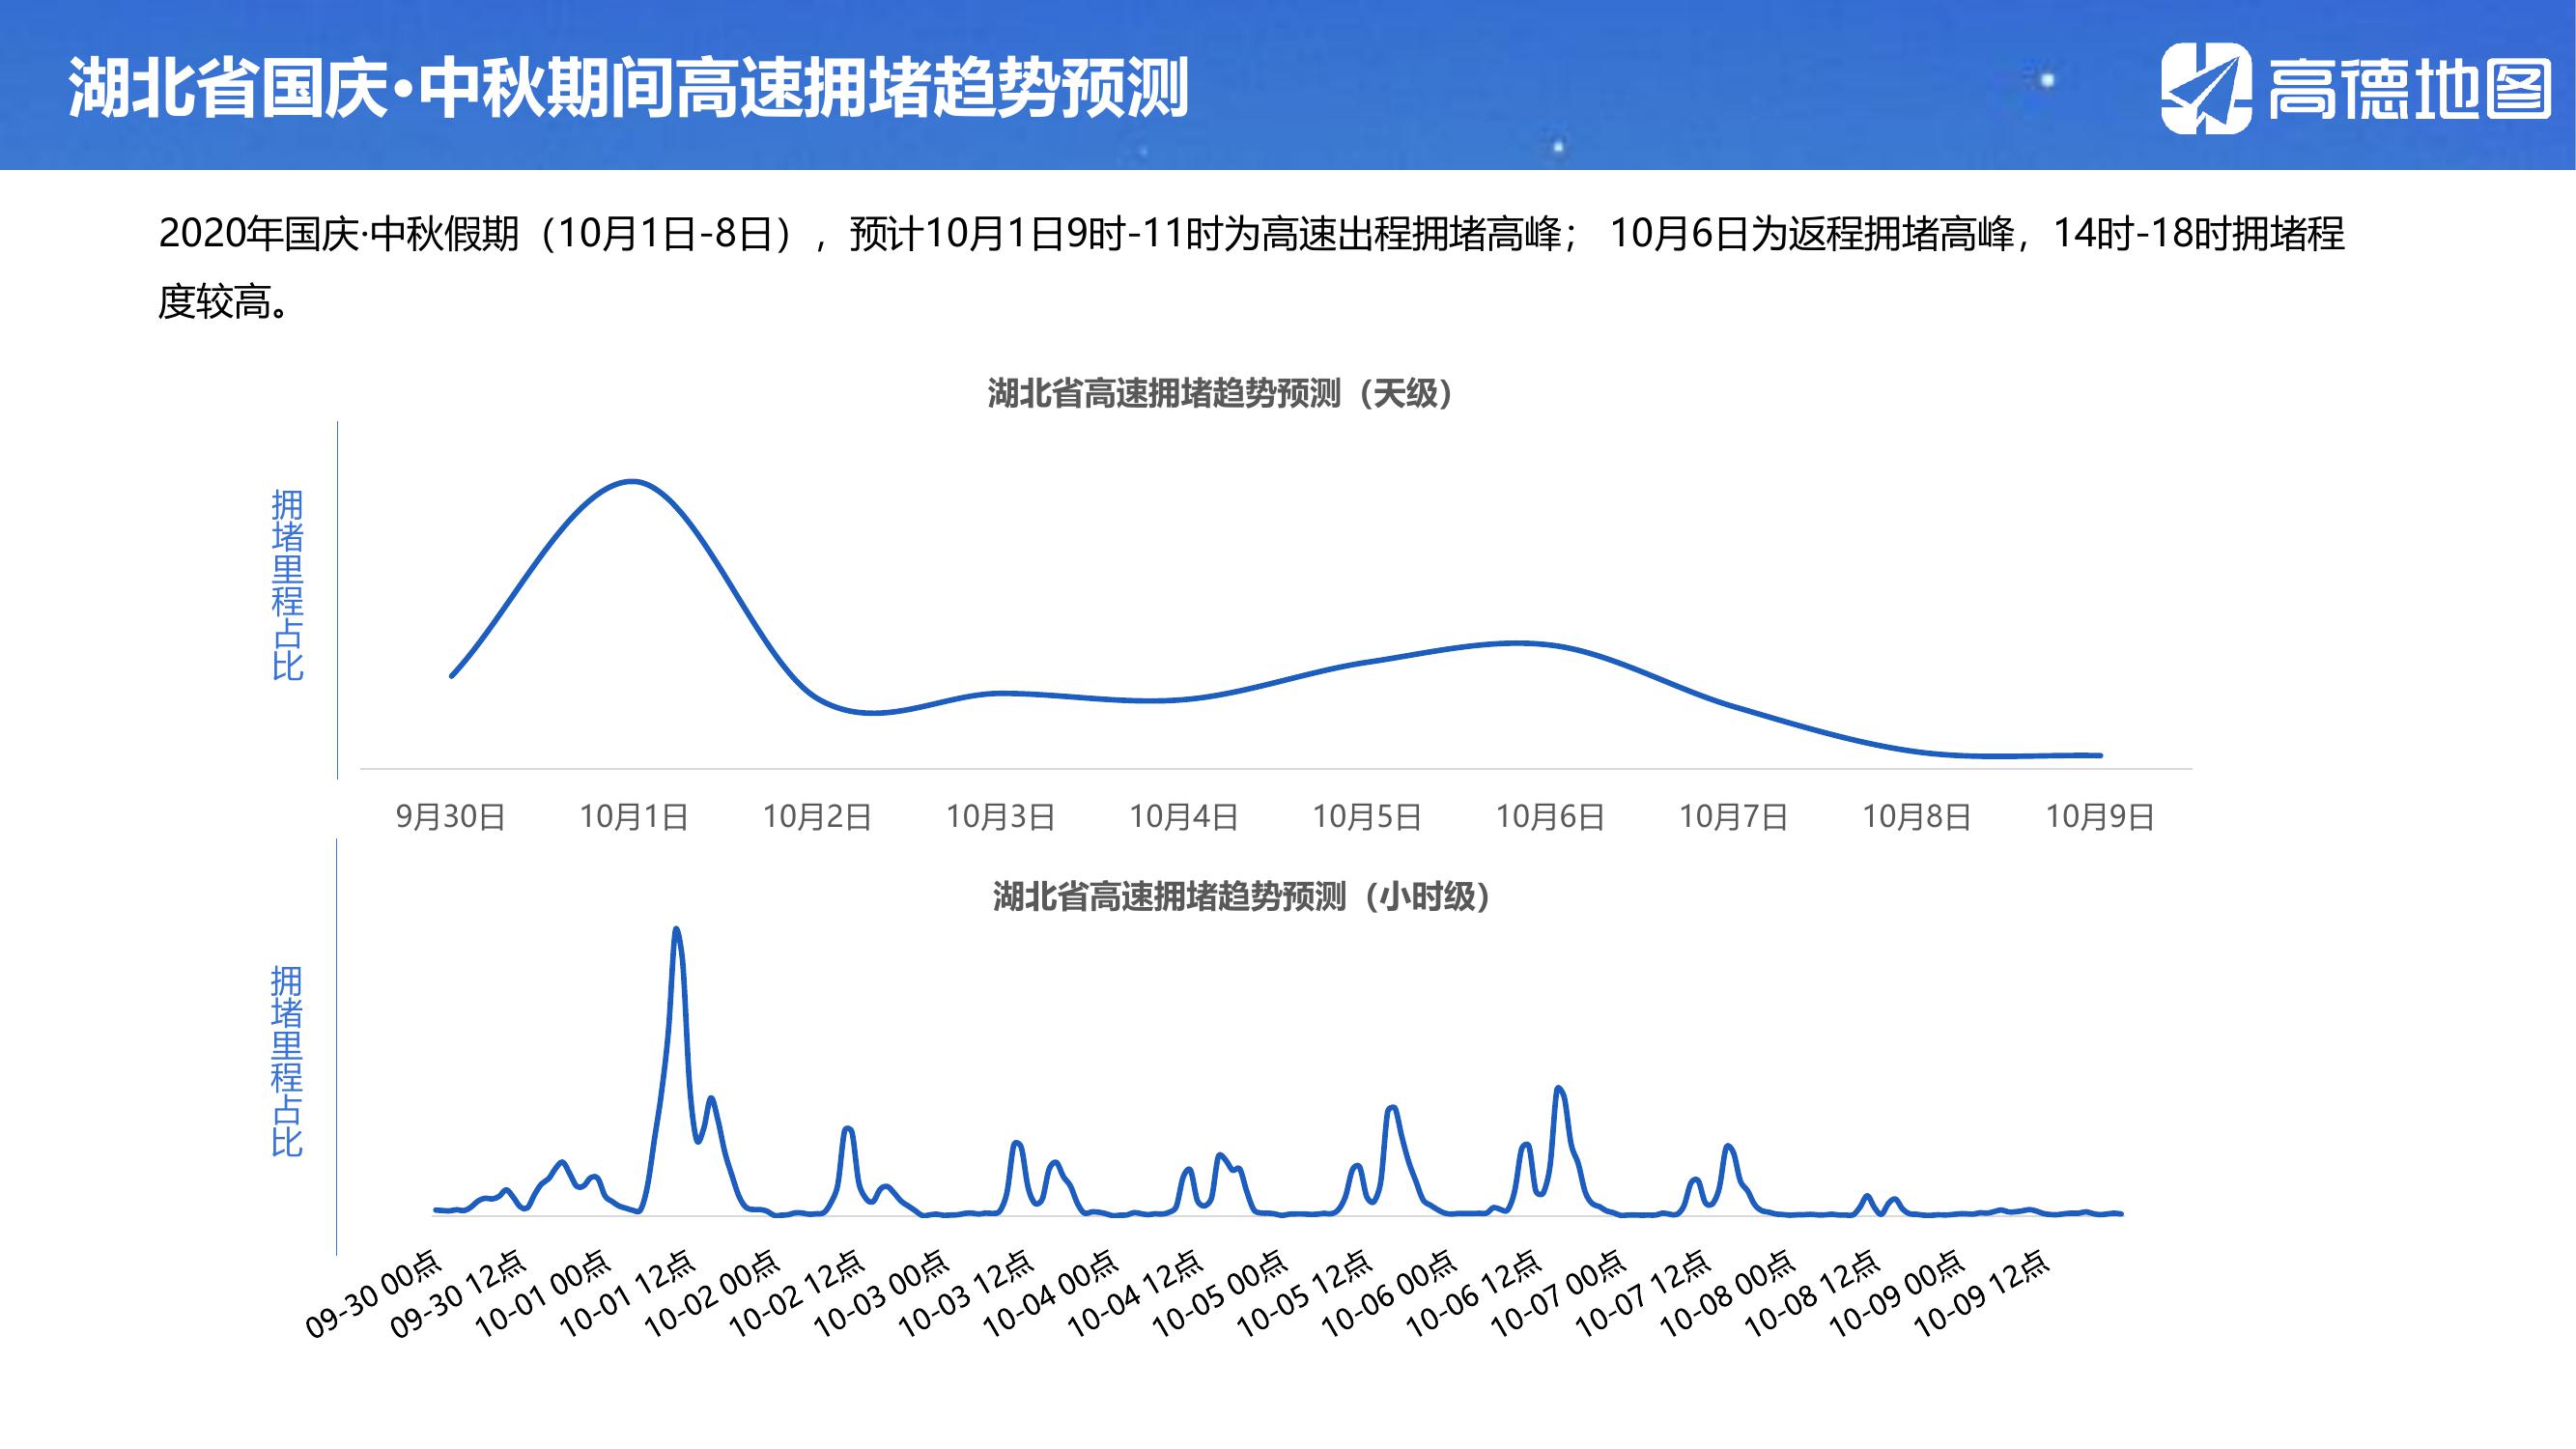 湖北省国庆·中秋期间高速拥堵趋势预测
高德地图
2020年国庆·中秋假期（10月1日-8日），预计10月1日9时-11时为高速出程拥堵高峰； 10月6日为返程拥堵高峰，14时-18时拥堵程
度较高。
湖北省高速拥堵趋势预测（天级）
拥堵里程占比
9月30日 10月1日 10月2日 10月3日 10月4日 10月5日 10月6日 10月7日 10月8日 10月9日
湖北省高速拥堵趋势预测（小时级）
拥堵里程占比
09-30 00点 09-30 12点 10-01 00点 10-01 12点 10-02 00点 10-02 12点 10-03 00点 10-03 12点 10-04 00点 10-04 12点 10-05 00点 10-05 12点 10-06 00点 10-06 12点 10-07 00点 10-07 12点 10-08 00点 10-08 12点 10-09 00点 10-09 12点